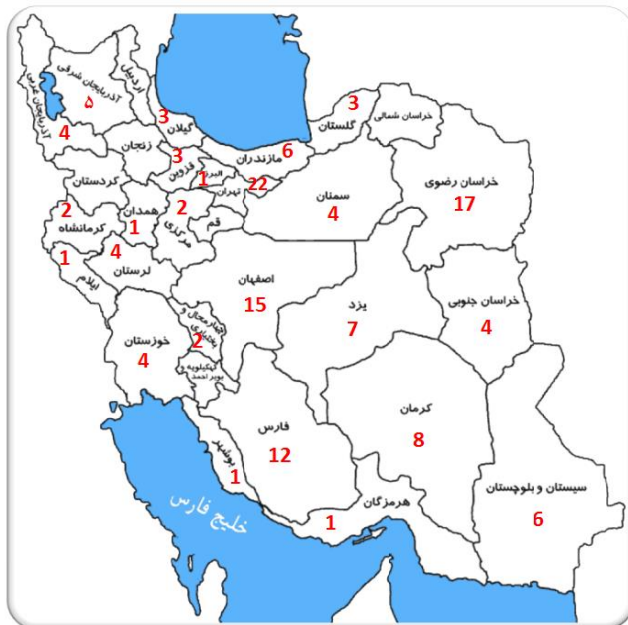 آذربایجان شرقی
۵
آذربایجان غربی
4
اردبیل
گیلان
3
زنجان
قزوین
3
البرز
1
تهران
22
مازندران
6
گلستان
3
خراسان شمالی
خراسان رضوی
17
سمنان
4
کردستان
کرمانشاه
2
همدان
1
مرکزی
2
قم
لرستان
4
ایلام
1
اصفهان
15
یزد
7
خراسان جنوبی
4
خوزستان
4
چهارمحال و
بختیاری
2
کهکیلویه و
بویر احمد
فارس
12
کرمان
8
سیستان و بلوچستان
6
بوشهر
1
هرمزگان
1
خلیج فارس